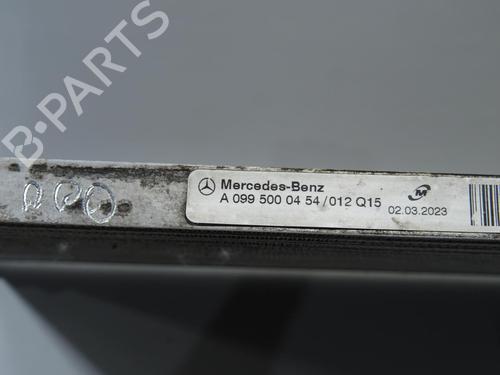 B-PARTS
Mercedes-Benz
A 099 500 04 54 /012 Q15
02.03.2023